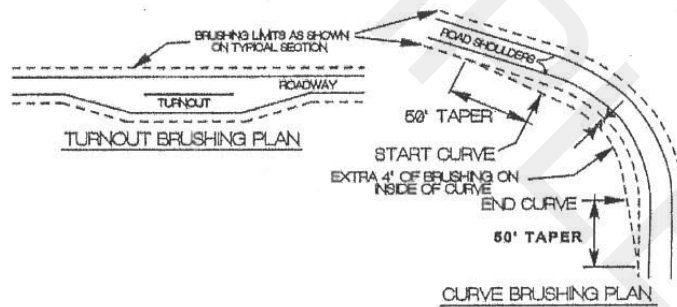 BRUSHING LIMITS AS SHOWN
ON TYPICAL SECTION
ROADWAY
TURNOUT
TURNOUT BRUSHING PLAN
ROAD SHOULDERS
50' TAPER
START CURVE
4'
EXTRA 4' OF BRUSHING ON
INSIDE OF CURVE
END CURVE
50' TAPER
CURVE BRUSHING PLAN